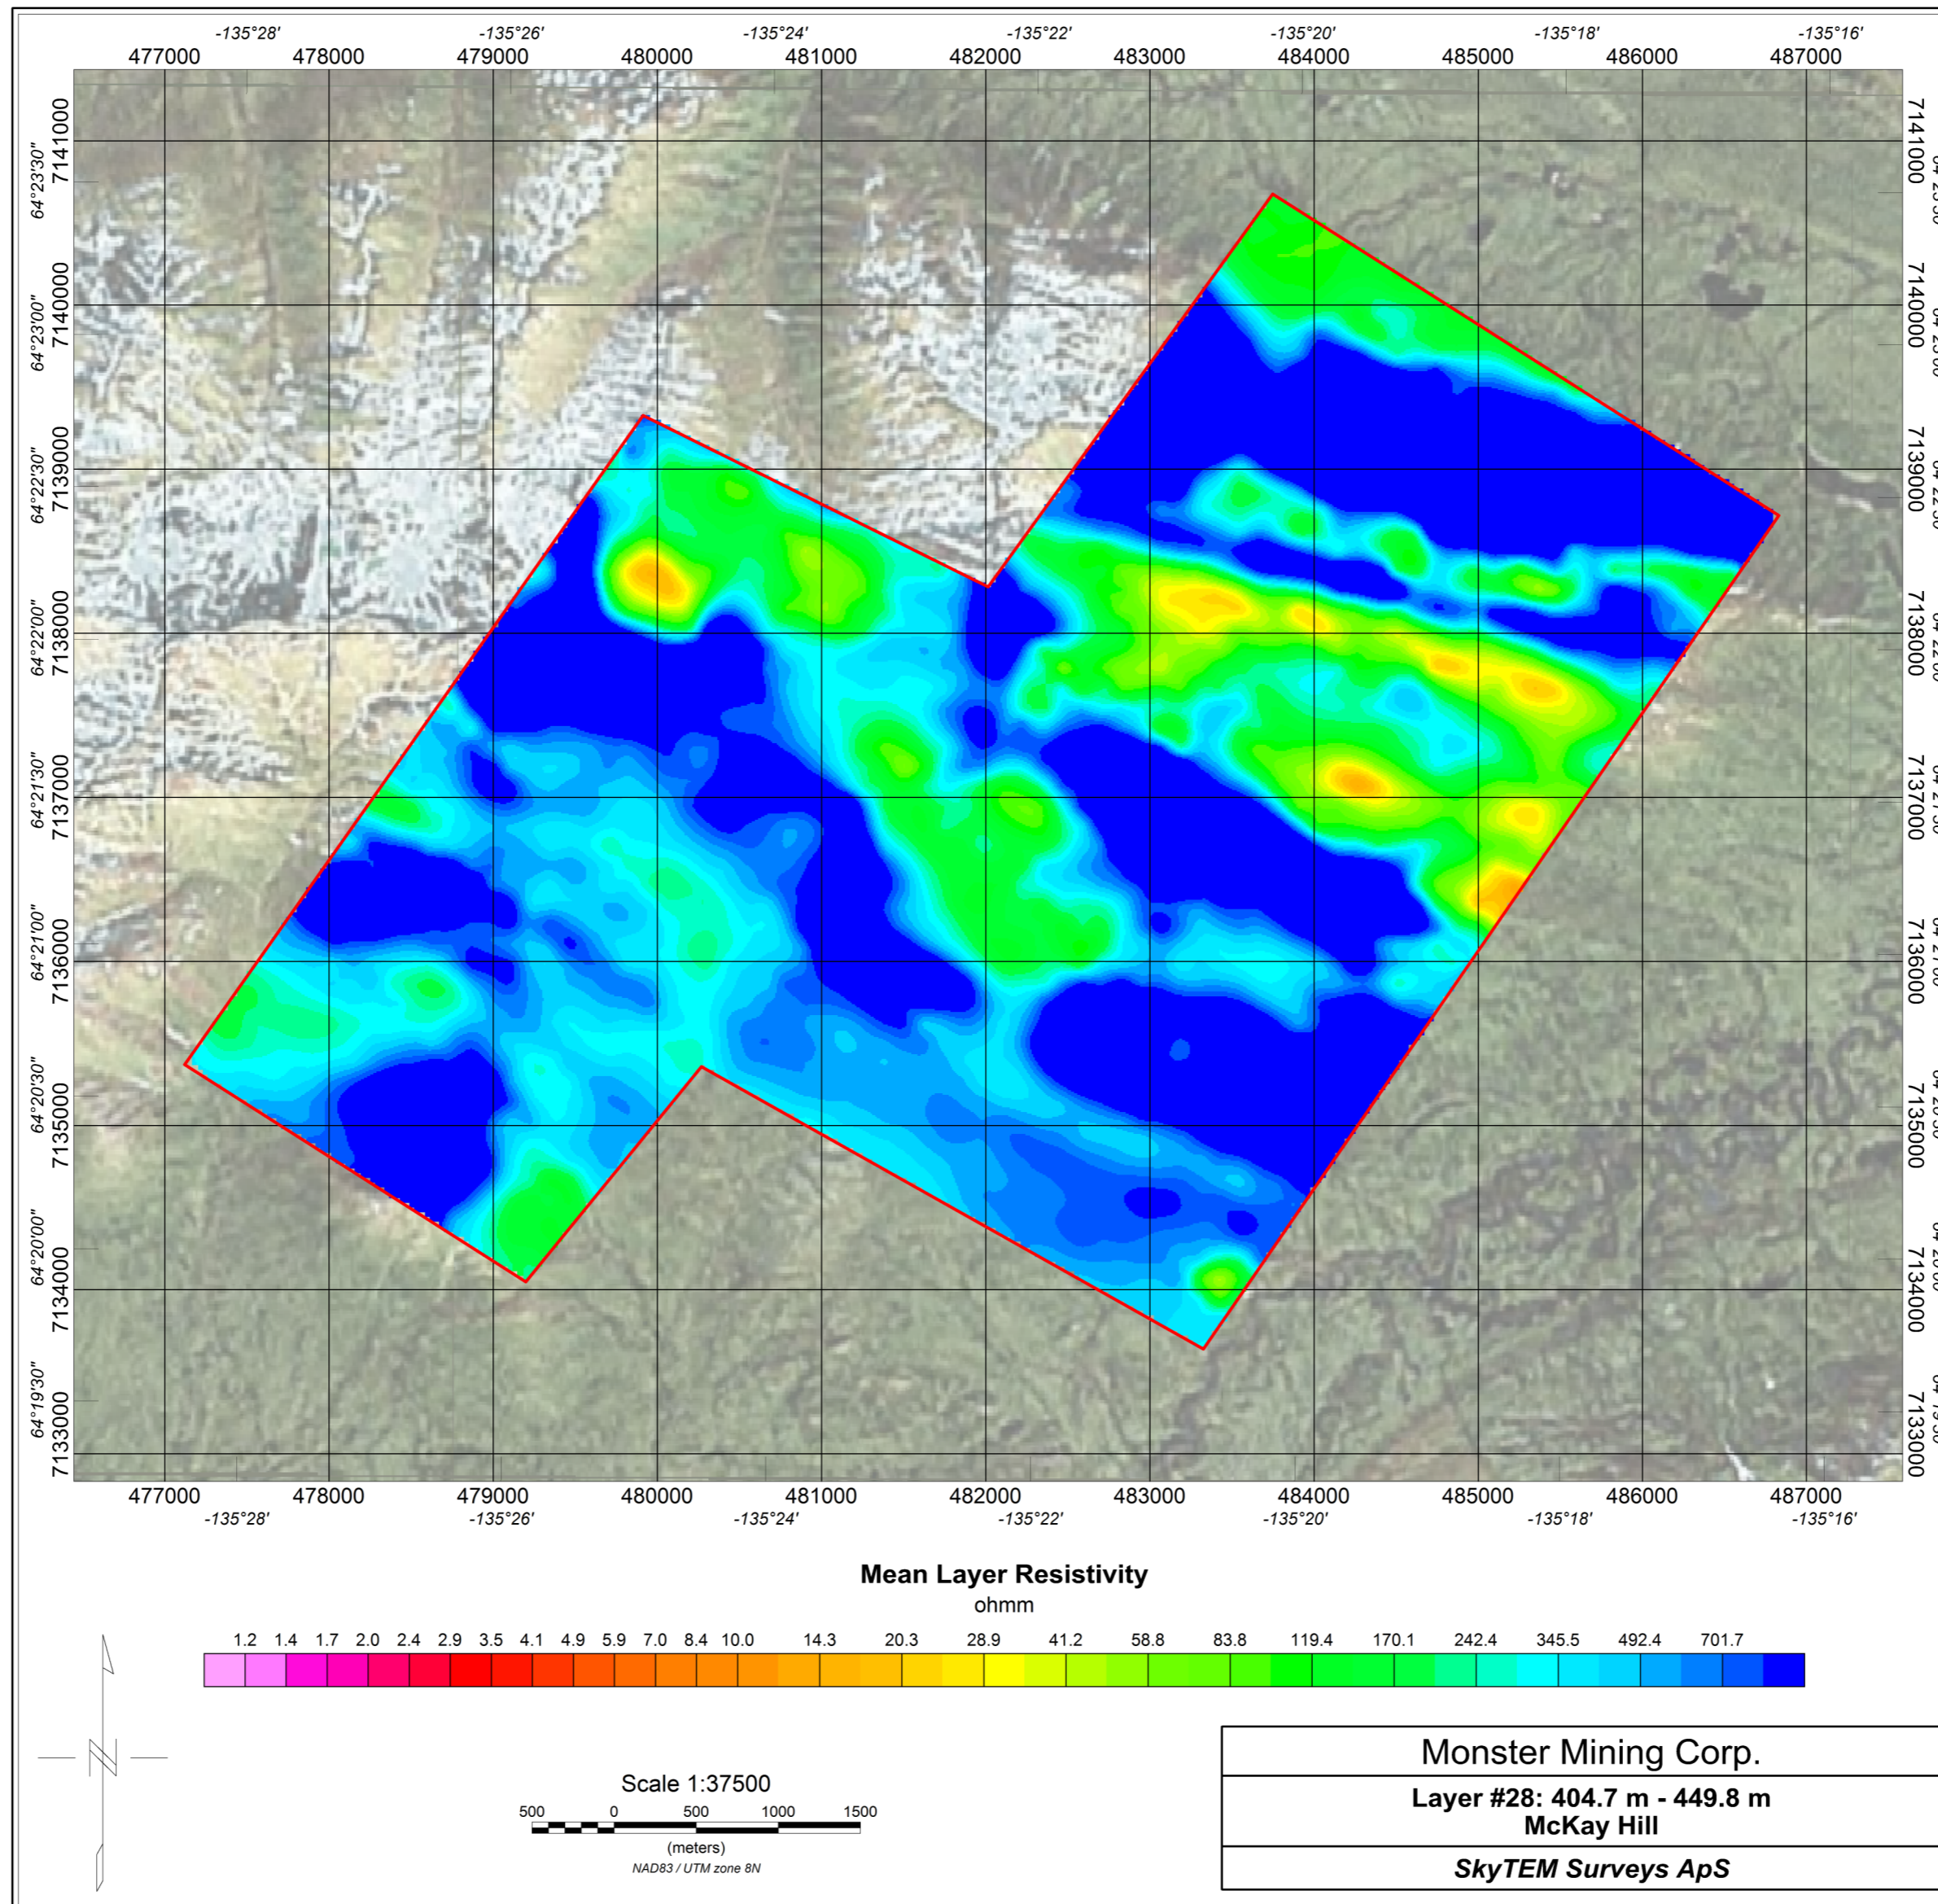 -135°28' -135°26' -135°24' -135°22' -135°20' -135°18' -135°16'
477000 478000 479000 480000 481000 482000 483000 484000 485000 486000 487000
7141000 7141000
64°23'30"
7140000 7140000
64°23'00"
7139000 7139000
64°22'30"
7138000 7138000
64°22'00"
7137000 7137000
64°21'30"
7136000 7136000
64°21'00"
7135000 7135000
64°20'30"
7134000 7134000
64°20'00"
7133000 7133000
64°19'30"
477000 478000 479000 480000 481000 482000 483000 484000 485000 486000 487000
-135°28' -135°26' -135°24' -135°22' -135°20' -135°18' -135°16'
Mean Layer Resistivity
ohmm
1.2 1.4 1.7 2.0 2.4 2.9 3.5 4.1 4.9 5.9 7.0 8.4 10.0 14.3 20.3 28.9 41.2 58.8 83.8 119.4 170.1 242.4 345.5 492.4 701.7
N
Scale 1:37500
500 0 500 1000 1500
(meters)
NAD83 / UTM zone 8N
Monster Mining Corp.
Layer #28: 404.7 m - 449.8 m
McKay Hill
SkyTEM Surveys ApS